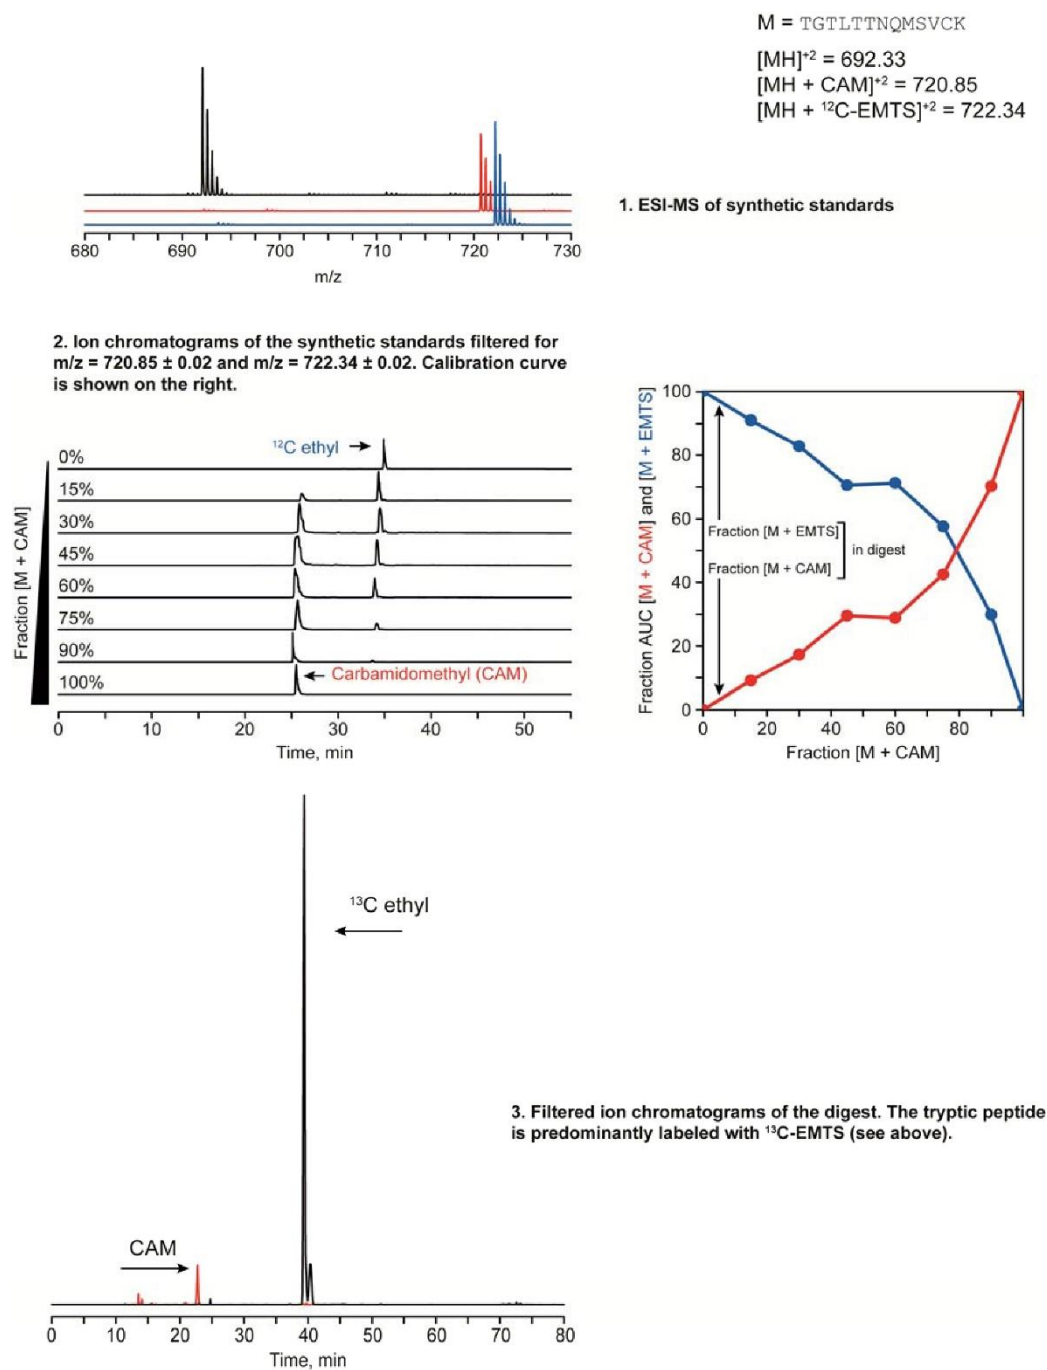 M = TGTLTTNQMSVCK
[MH]⁺² = 692.33
[MH + CAM]⁺² = 720.85
[MH + ¹²C-EMTS]⁺² = 722.34
1. ESI-MS of synthetic standards
680 690 700 710 720 730
m/z
2. Ion chromatograms of the synthetic standards filtered for
m/z = 720.85 ± 0.02 and m/z = 722.34 ± 0.02. Calibration curve
is shown on the right.
Fraction [M + CAM]
0%
15%
30%
45%
60%
75%
90%
100%
¹²C ethyl
Carbamidomethyl (CAM)
0 10 20 30 40 50
Time, min
Fraction AUC [M + CAM] and [M + EMTS]
100
80
60
40
20
0
Fraction [M + EMTS]
in digest
Fraction [M + CAM]
0 20 40 60 80
Fraction [M + CAM]
¹³C ethyl
CAM
3. Filtered ion chromatograms of the digest. The tryptic peptide
is predominantly labeled with ¹³C-EMTS (see above).
0 10 20 30 40 50 60 70 80
Time, min